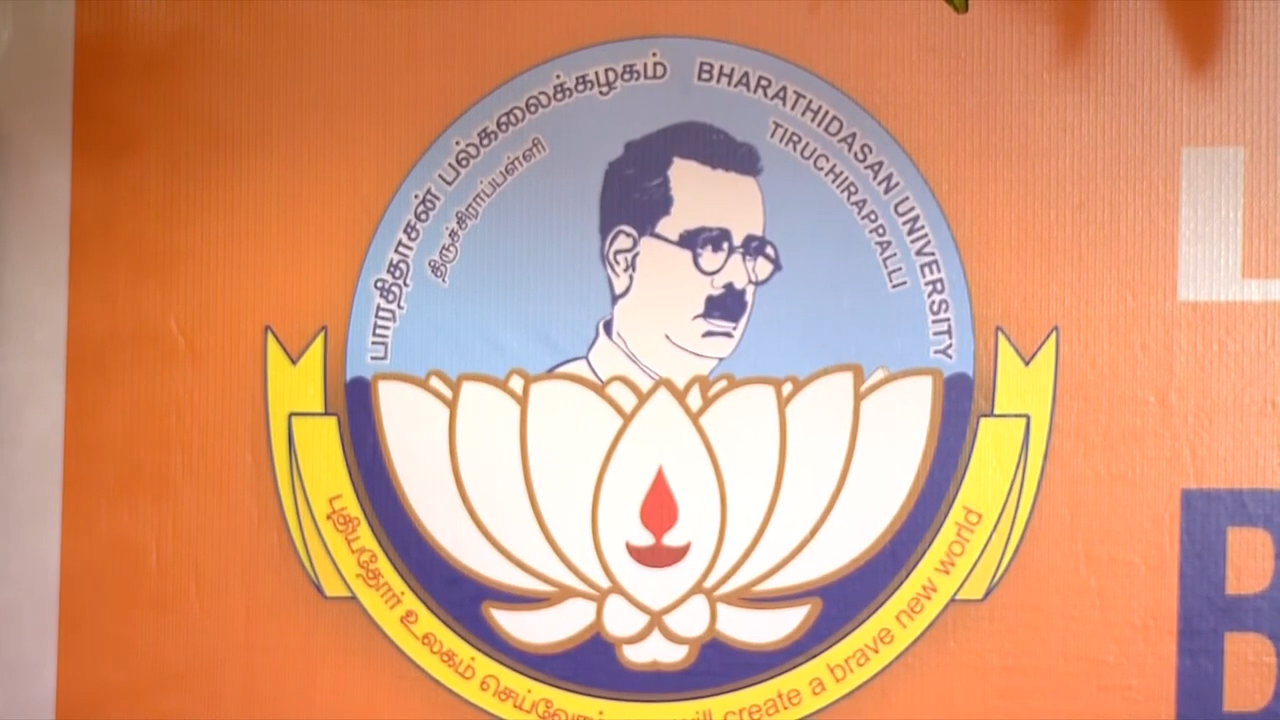 பாரதிதாசன் பல்கலைக்கழகம்
திருச்சிராப்பள்ளி
BHARATHIDASAN UNIVERSITY
TIRUCHIRAPPALLI
புதியதோர் உலகம்
create a brave new world
L
B